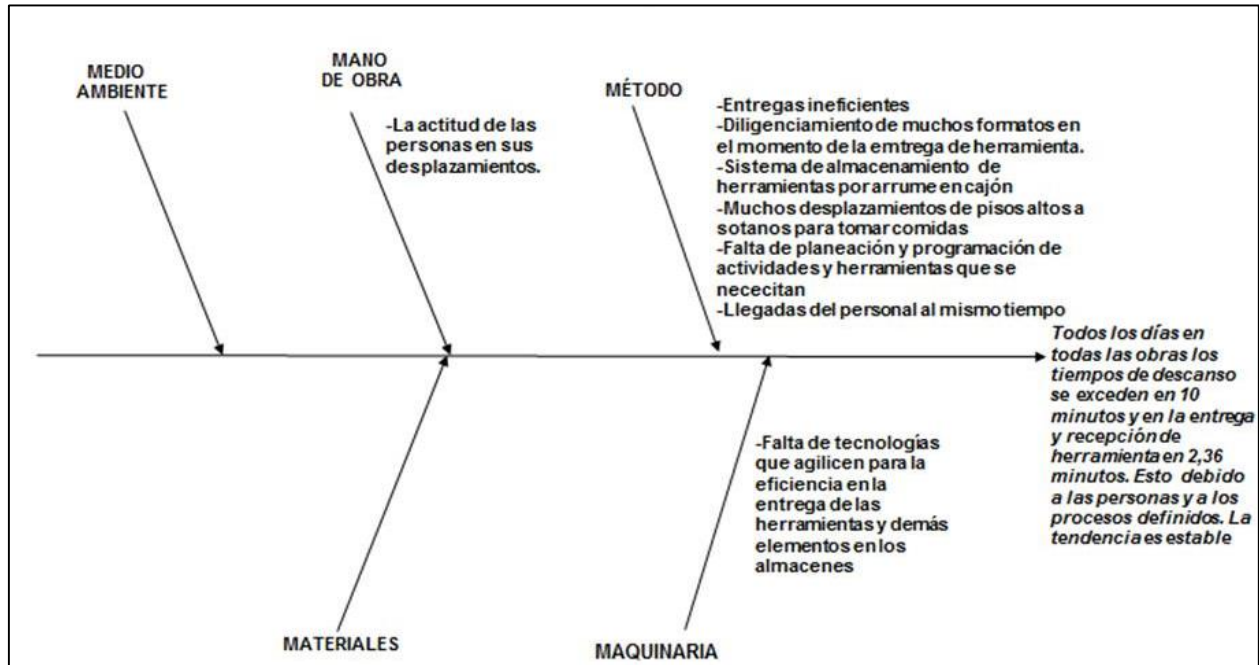 MEDIO
AMBIENTE
MANO
DE OBRA
-La actitud de las
personas en sus
desplazamientos.
MÉTODO
-Entregas ineficientes
-Diligenciamiento de muchos formatos en
el momento de la emtrega de herramienta.
-Sistema de almacenamiento de
herramientas por arrume en cajón
-Muchos desplazamientos de pisos altos a
sotanos para tomar comidas
-Falta de planeación y programación de
actividades y herramientas que se
nececitan
-Llegadas del personal al mismo tiempo
Todos los días en
todas las obras los
tiempos de descanso
se exceden en 10
minutos y en la entrega
y recepción de
herramienta en 2,36
minutos. Esto debido
a las personas y a los
procesos definidos. La
tendencia es estable
-Falta de tecnologías
que agilicen para la
eficiencia en la
entrega de las
herramientas y demás
elementos en los
almacenes
MATERIALES
MAQUINARIA